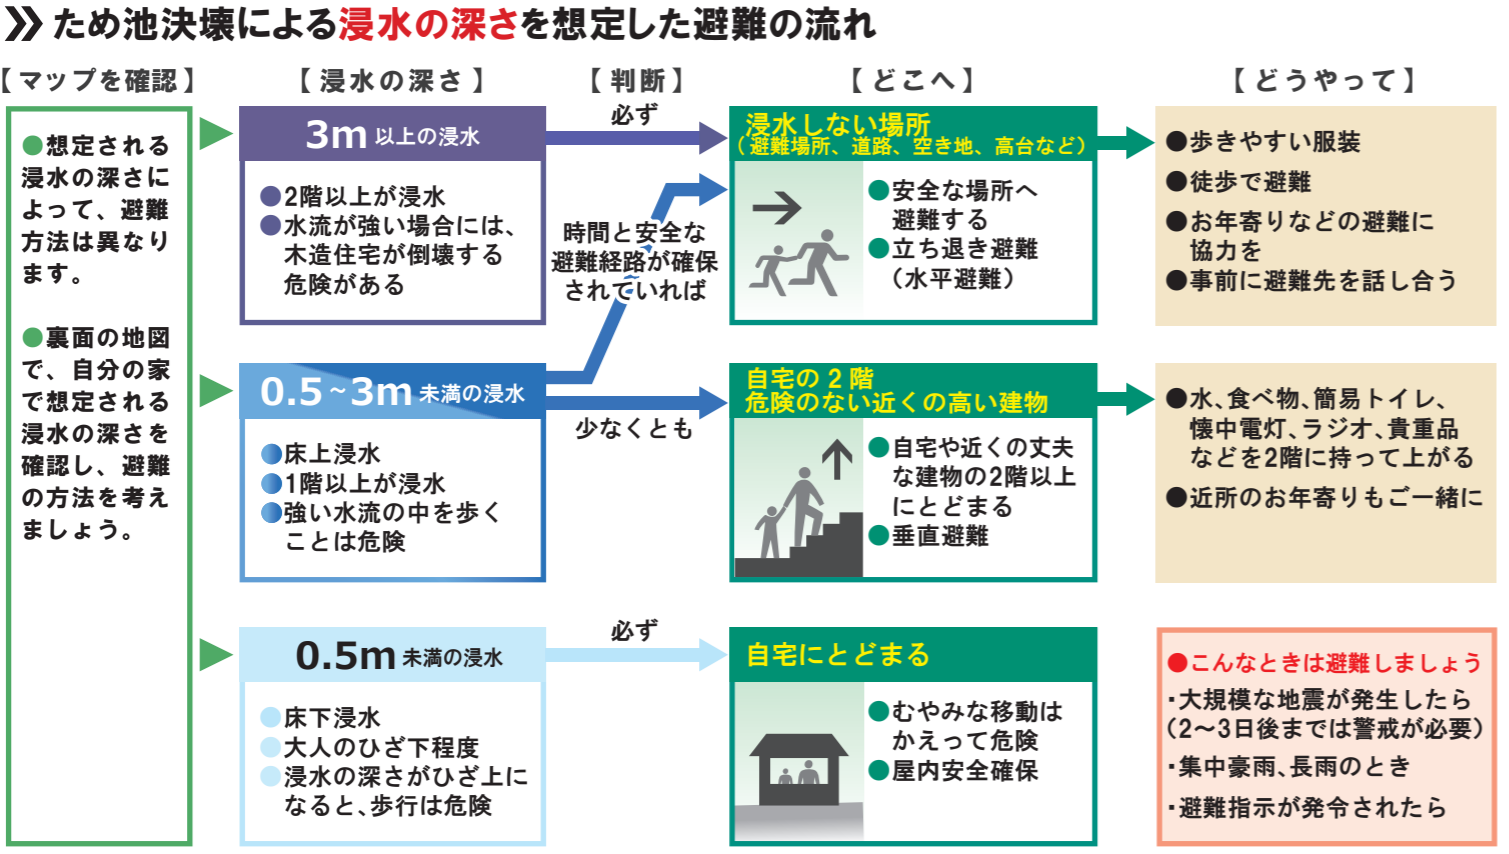 ため池決壊による浸水の深さを想定した避難の流れ
【マップを確認】
●想定される
浸水の深さに
よって、避難
方法は異なり
ます。
●裏面の地図
で、自分の家
で想定される
浸水の深さを
確認し、避難
の方法を考え
ましょう。
【浸水の深さ】
3m 以上の浸水
●2階以上が浸水
●水流が強い場合には、
木造住宅が倒壊する
危険がある
0.5~3m 未満の浸水
●床上浸水
●1階以上が浸水
●強い水流の中を歩く
ことは危険
0.5m 未満の浸水
●床下浸水
●大人のひざ下程度
●浸水の深さがひざ上に
なると、歩行は危険
【判断】
必ず
時間と安全な
避難経路が確保
されていれば
少なくとも
必ず
【どこへ】
浸水しない場所
（避難場所、道路、空き地、高台など）
●安全な場所へ
避難する
●立ち退き避難
（水平避難）
自宅の2階
危険のない近くの高い建物
●自宅や近くの丈夫
な建物の2階以上
にとどまる
●垂直避難
自宅にとどまる
●むやみな移動は
かえって危険
●屋内安全確保
【どうやって】
●歩きやすい服装
●徒歩で避難
●お年寄りなどの避難に
協力を
●事前に避難先を話し合う
●水、食べ物、簡易トイレ、
懐中電灯、ラジオ、貴重品
などを2階に持って上がる
●近所のお年寄りもご一緒に
●こんなときは避難しましょう
・大規模な地震が発生したら
（2～3日後までは警戒が必要）
・集中豪雨、長雨のとき
・避難指示が発令されたら